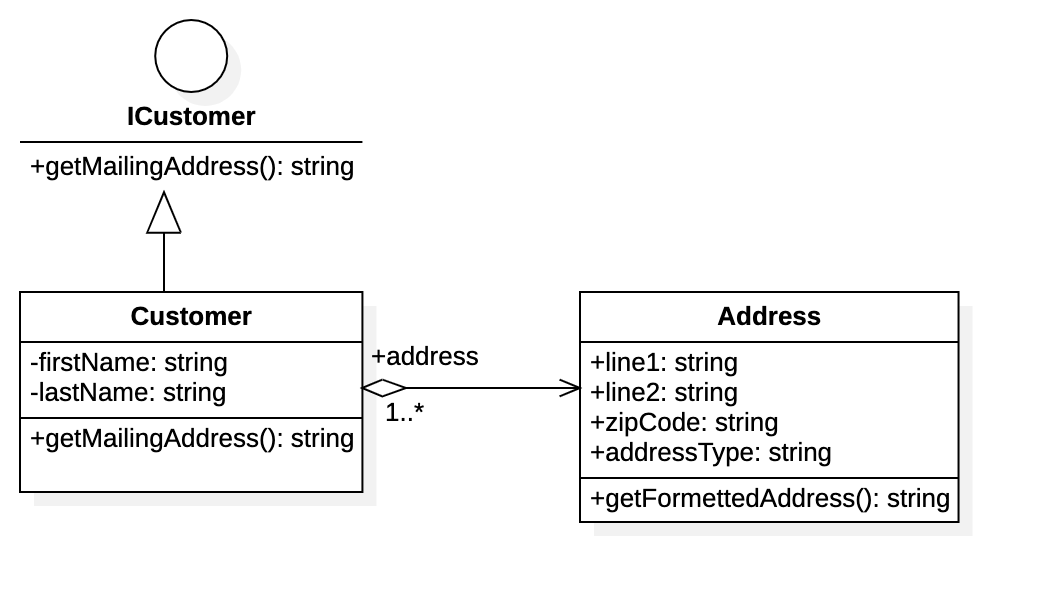 ICustomer
+getMailingAddress(): string
Customer
-firstName: string
-lastName: string
+getMailingAddress(): string
+address
1..*
Address
+line1: string
+line2: string
+zipCode: string
+addressType: string
+getFormettedAddress(): string